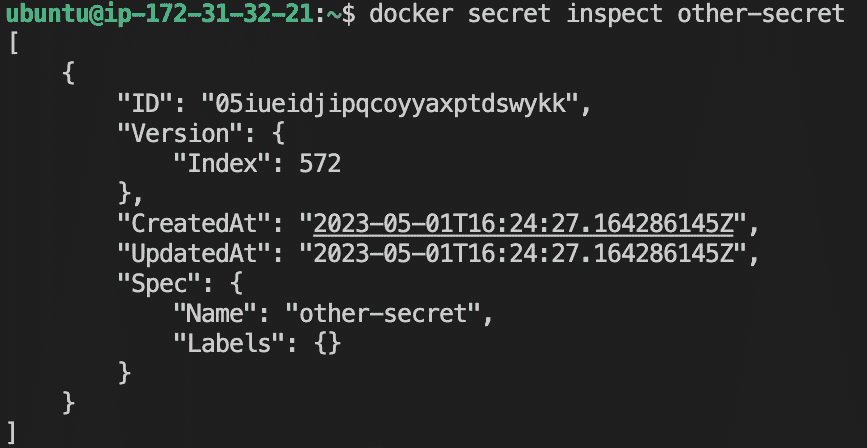 ubuntu@ip-172-31-32-21:~$ docker secret inspect other-secret
[
    {
        "ID": "05iueidjipqcoyyaxptdswykk",
        "Version": {
            "Index": 572
        },
        "CreatedAt": "2023-05-01T16:24:27.164286145Z",
        "UpdatedAt": "2023-05-01T16:24:27.164286145Z",
        "Spec": {
            "Name": "other-secret",
            "Labels": {}
        }
    }
]